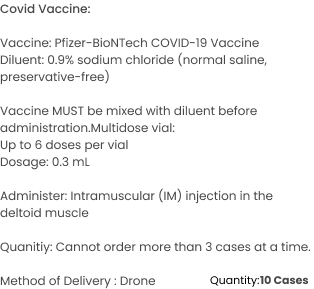 Covid Vaccine:
Vaccine: Pfizer-BioNTech COVID-19 Vaccine
Diluent: 0.9% sodium chloride (normal saline,
preservative-free)
Vaccine MUST be mixed with diluent before
administration.Multidose vial:
Up to 6 doses per vial
Dosage: 0.3 mL
Administer: Intramuscular (IM) injection in the
deltoid muscle
Quanitiy: Cannot order more than 3 cases at a time.
Method of Delivery : Drone Quantity:10 Cases